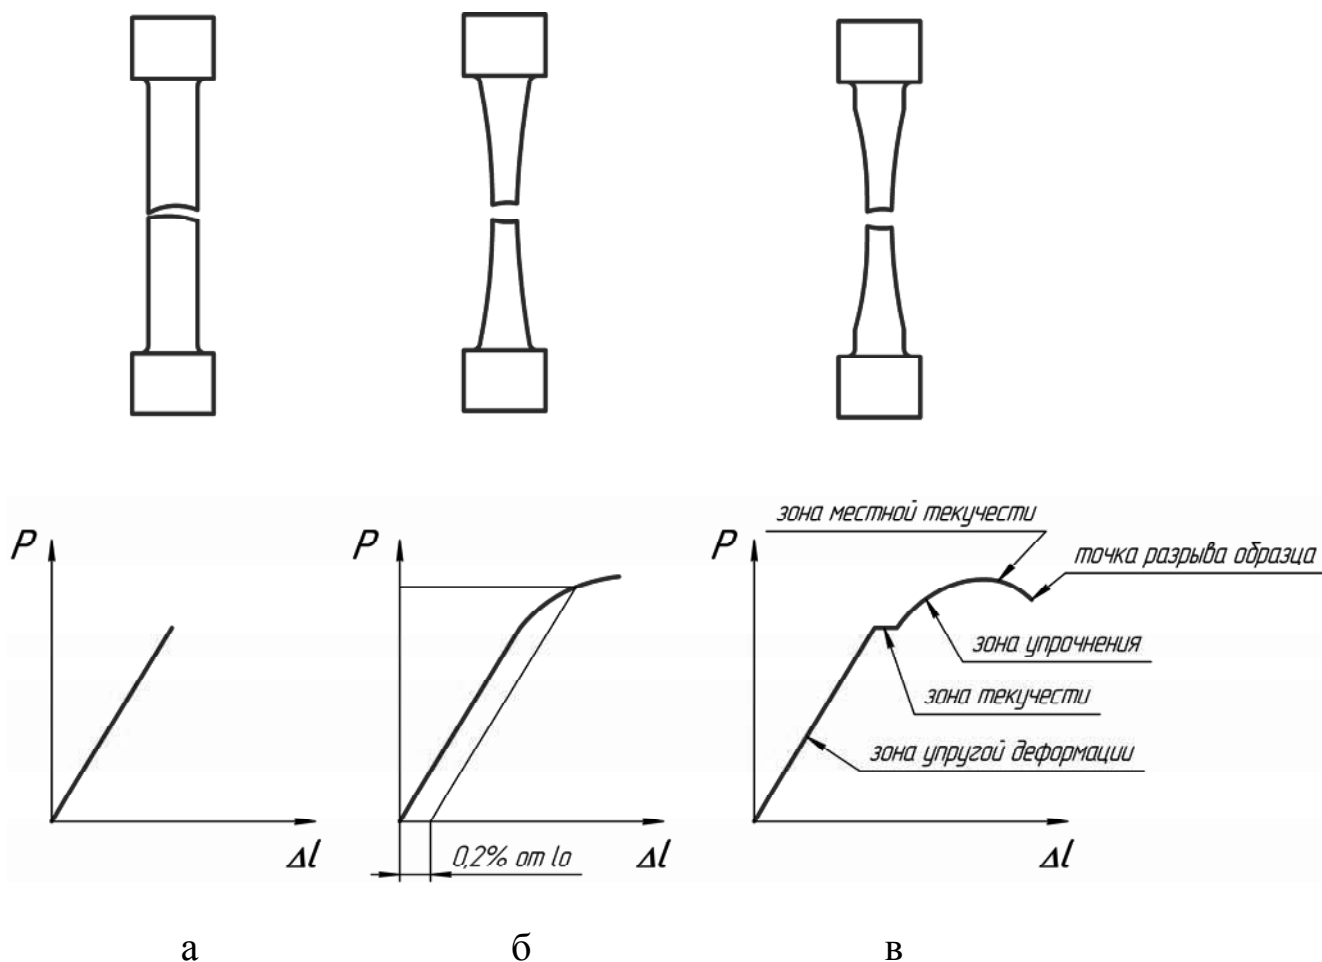 зона местной текучести
P
P
P
точка разрыва образца
зона упрочнения
зона текучести
зона упругой деформации
Δl
0,2% от lо
Δl
Δl
а
б
в